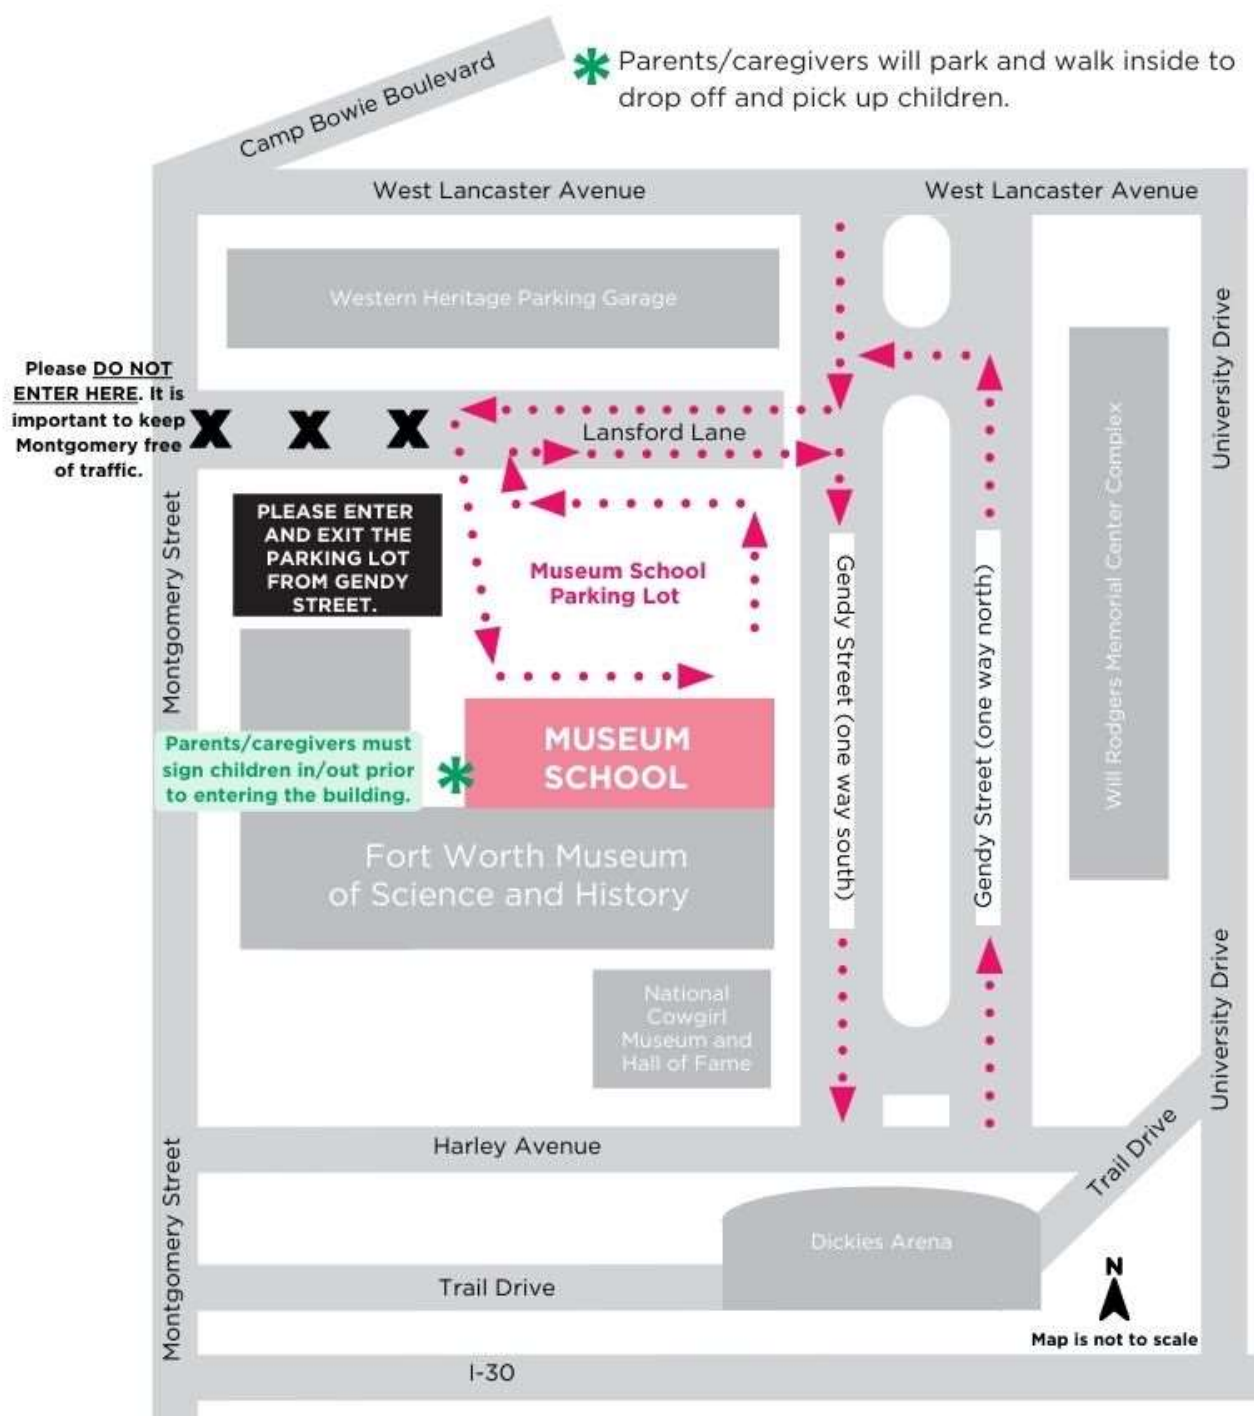 Camp Bowie Boulevard
* Parents/caregivers will park and walk inside to
drop off and pick up children.
West Lancaster Avenue
West Lancaster Avenue
Western Heritage Parking Garage
University Drive
Please DO NOT
ENTER HERE. It is
important to keep
Montgomery free
of traffic.
X X X
Lansford Lane
Montgomery Street
PLEASE ENTER
AND EXIT THE
PARKING LOT
FROM GENDY
STREET.
Museum School
Parking Lot
Gendy Street (one way south)
Gendy Street (one way north)
Will Rodgers Memorial Center Complex
Parents/caregivers must
sign children in/out prior
to entering the building.
*
MUSEUM
SCHOOL
Fort Worth Museum
of Science and History
National
Cowgirl
Museum and
Hall of Fame
University Drive
Harley Avenue
Trail Drive
Montgomery Street
Dickies Arena
Trail Drive
N
Map is not to scale
I-30